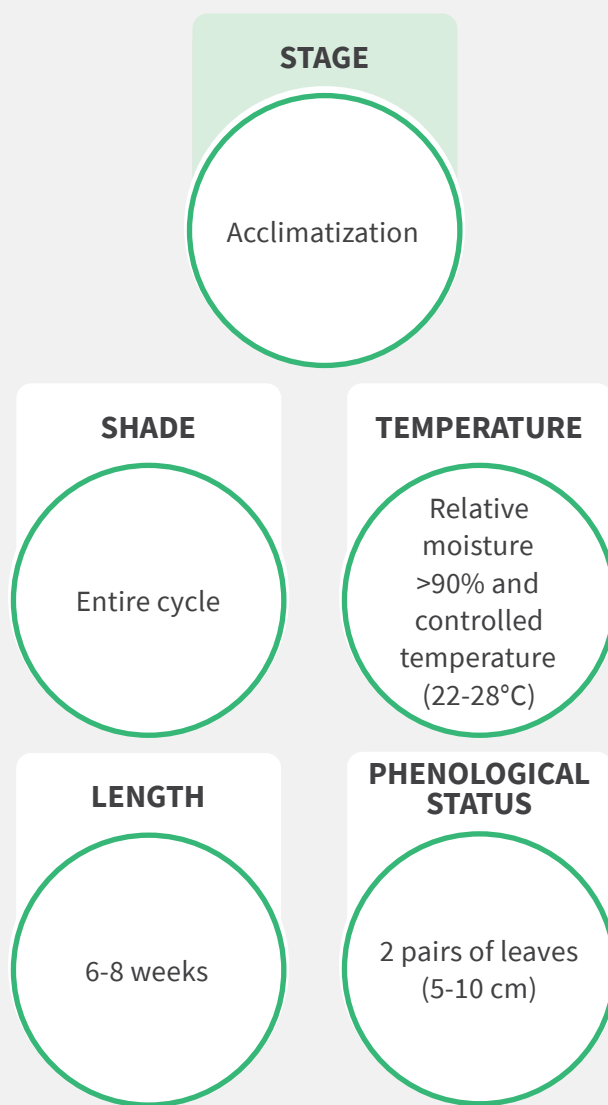 STAGE
Acclimatization
SHADE
Entire cycle
TEMPERATURE
Relative
moisture
>90% and
controlled
temperature
(22-28°C)
LENGTH
6-8 weeks
PHENOLOGICAL
STATUS
2 pairs of leaves
(5-10 cm)